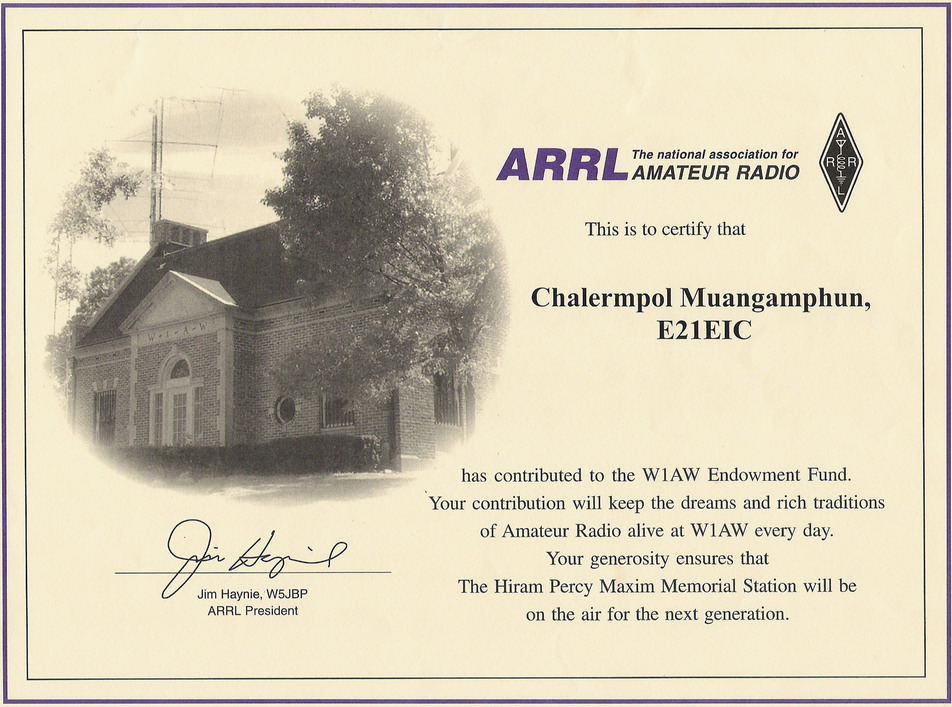 ARRL The national association for
AMATEUR RADIO
A
R R
L
This is to certify that
Chalermpol Muangamphun,
E21EIC
W-1-A-W
has contributed to the W1AW Endowment Fund.
Your contribution will keep the dreams and rich traditions
of Amateur Radio alive at W1AW every day.
Your generosity ensures that
The Hiram Percy Maxim Memorial Station will be
on the air for the next generation.
Jim Haynie
Jim Haynie, W5JBP
ARRL President